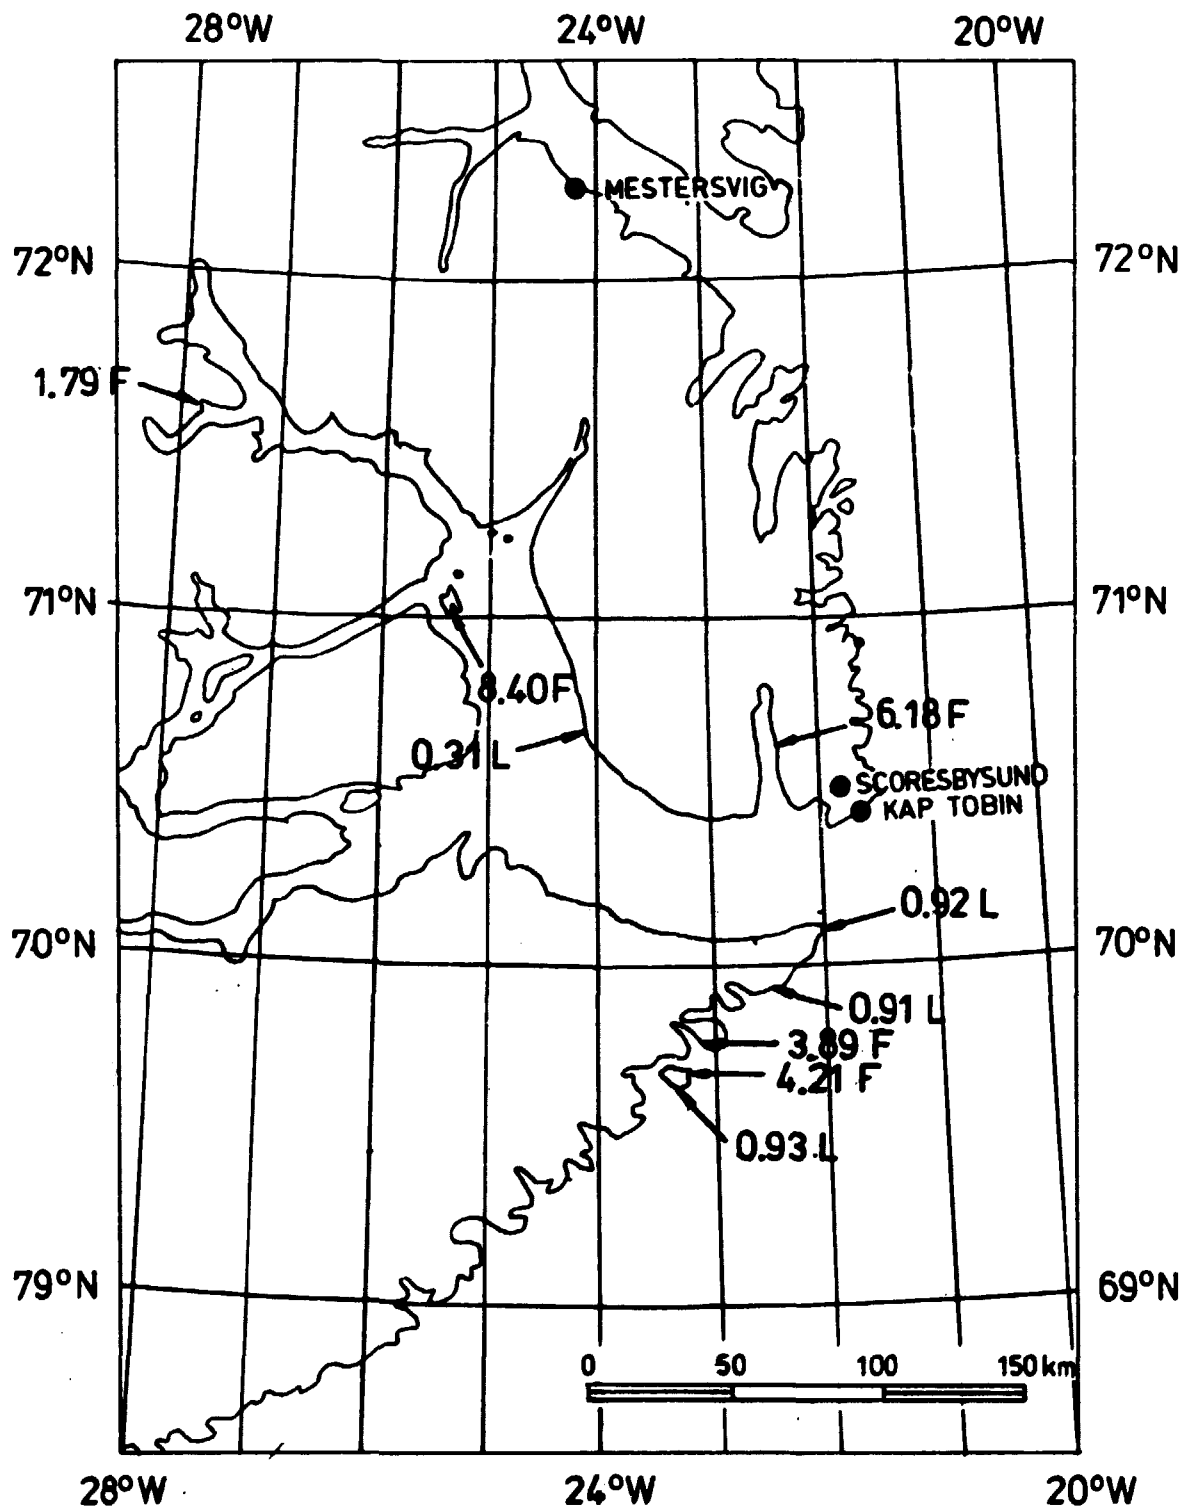 28°W 24°W 20°W
MESTERSVIG
72°N 72°N
1.79 F
71°N 71°N
8.40 F
6.18 F
0.31 L
SCORESBYSUND
KAP TOBIN
0.92 L
70°N 70°N
0.91 L
3.89 F
4.21 F
0.93 L
79°N 69°N
0 50 100 150 km
28°W 24°W 20°W